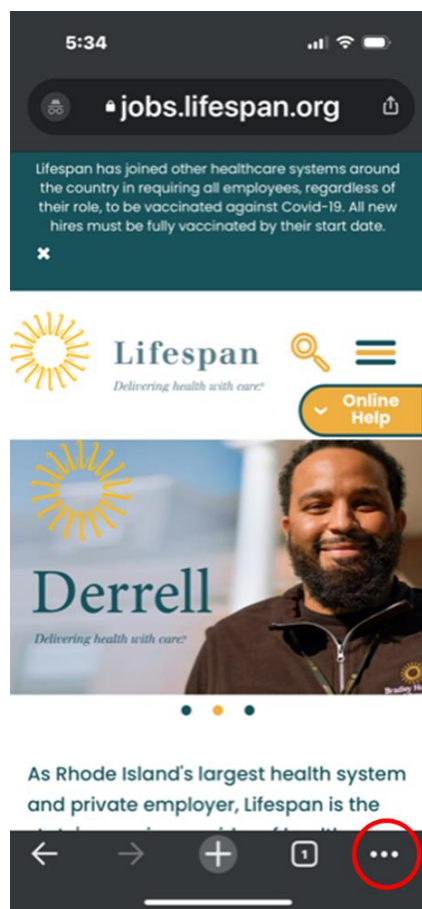 5:34
jobs.lifespan.org
Lifespan has joined other healthcare systems around
the country in requiring all employees, regardless of
their role, to be vaccinated against Covid-19. All new
hires must be fully vaccinated by their start date.
Lifespan
Delivering health with care.®
Online
Help
Derrell
Delivering health with care.®
Bradley
As Rhode Island's largest health system
and private employer, Lifespan is the
1